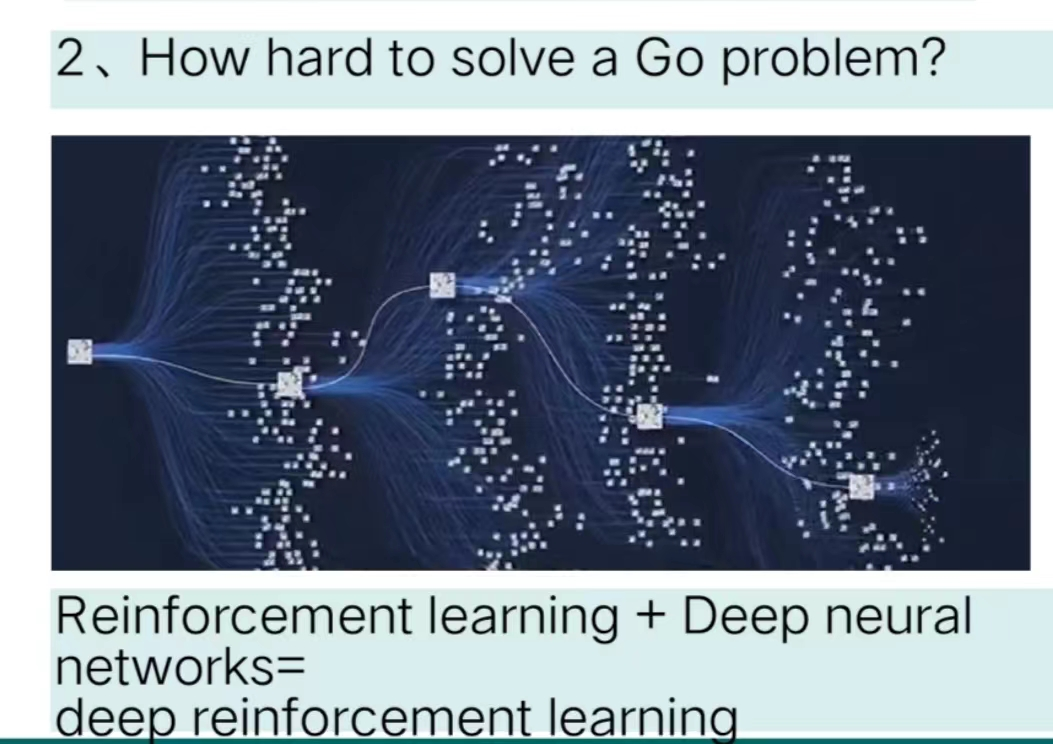 2、How hard to solve a Go problem?
Reinforcement learning + Deep neural
networks=
deep reinforcement learning